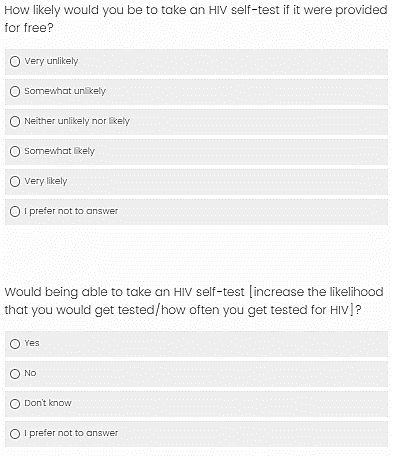 How likely would you be to take an HIV self-test if it were provided
for free?
Very unlikely
Somewhat unlikely
Neither unlikely nor likely
Somewhat likely
Very likely
I prefer not to answer
Would being able to take an HIV self-test [increase the likelihood
that you would get tested/how often you get tested for HIV]?
Yes
No
Don't know
I prefer not to answer